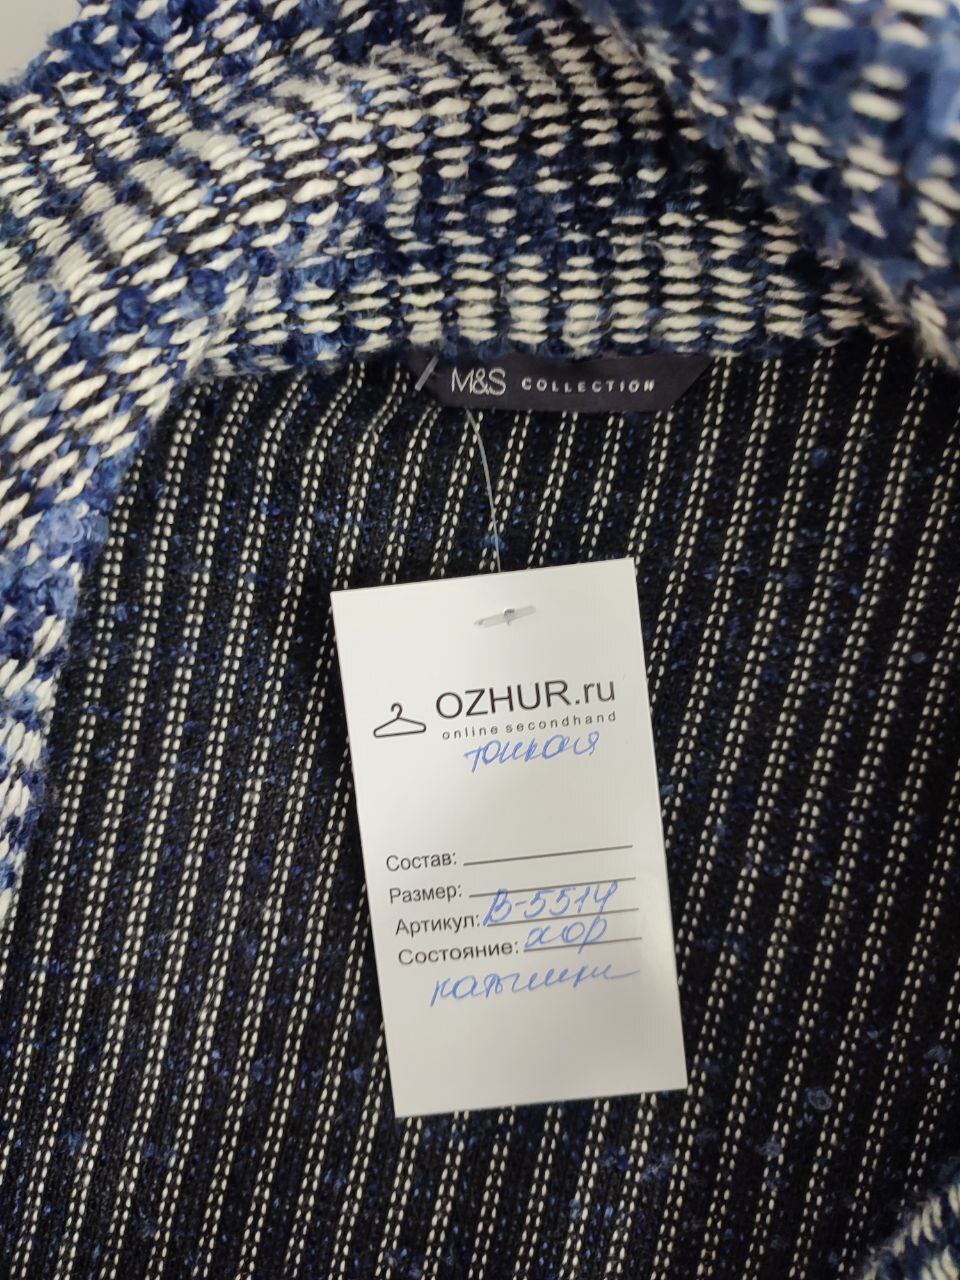 M&S COLLECTION
OZHUR.ru
online secondhand
тонкая
Состав:
Размер:
Артикул: В-5514
Состояние: хор
катышки